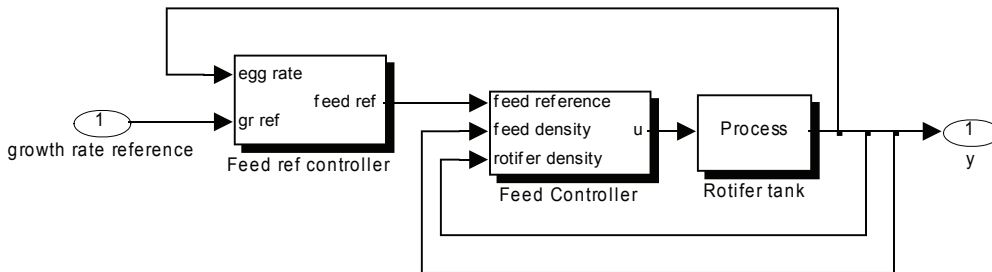 egg rate
feed ref
gr ref
Feed ref controller
1
growth rate reference
feed reference
feed density
rotifer density
u
Feed Controller
Process
Rotifer tank
1
y